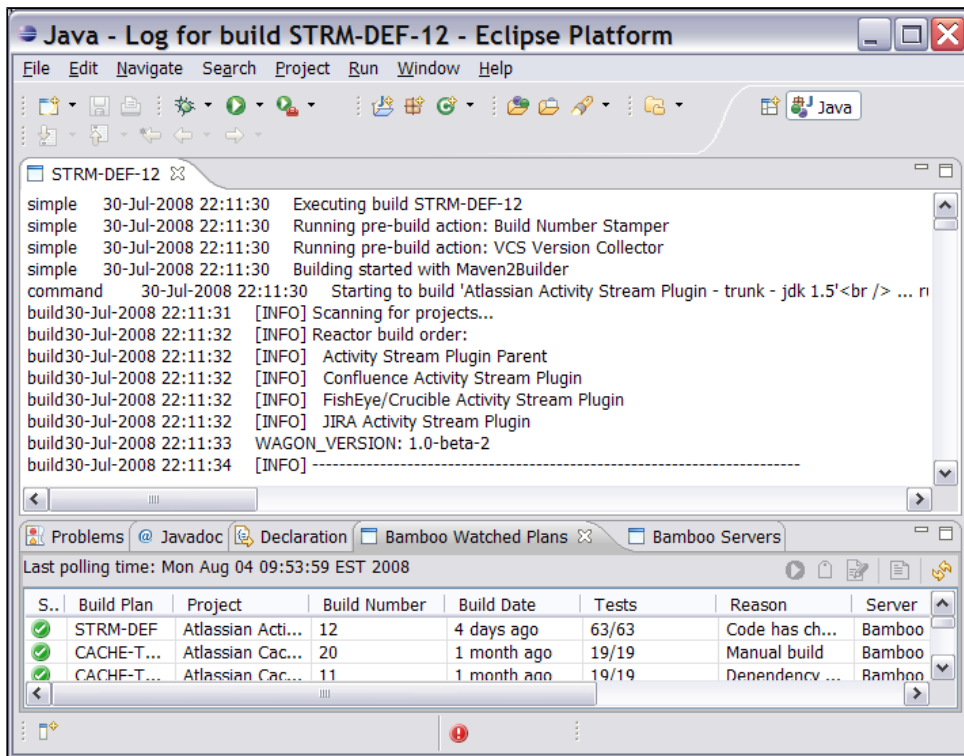 Java - Log for build STRM-DEF-12 - Eclipse Platform
File Edit Navigate Search Project Run Window Help
Java
STRM-DEF-12
simple 30-Jul-2008 22:11:30 Executing build STRM-DEF-12
simple 30-Jul-2008 22:11:30 Running pre-build action: Build Number Stamper
simple 30-Jul-2008 22:11:30 Running pre-build action: VCS Version Collector
simple 30-Jul-2008 22:11:30 Building started with Maven2Builder
command 30-Jul-2008 22:11:30 Starting to build 'Atlassian Activity Stream Plugin - trunk - jdk 1.5'<br /> ...
build30-Jul-2008 22:11:31 [INFO] Scanning for projects...
build30-Jul-2008 22:11:32 [INFO] Reactor build order:
build30-Jul-2008 22:11:32 [INFO] Activity Stream Plugin Parent
build30-Jul-2008 22:11:32 [INFO] Confluence Activity Stream Plugin
build30-Jul-2008 22:11:32 [INFO] FishEye/Crucible Activity Stream Plugin
build30-Jul-2008 22:11:32 [INFO] JIRA Activity Stream Plugin
build30-Jul-2008 22:11:33 WAGON_VERSION: 1.0-beta-2
build30-Jul-2008 22:11:34 [INFO] ------------------------------------------------------------------------
Problems @ Javadoc Declaration Bamboo Watched Plans Bamboo Servers
Last polling time: Mon Aug 04 09:53:59 EST 2008
S.. Build Plan Project Build Number Build Date Tests Reason Server
STRM-DEF Atlassian Acti... 12 4 days ago 63/63 Code has ch... Bamboo
CACHE-T... Atlassian Cac... 20 1 month ago 19/19 Manual build Bamboo
CACHE-T... Atlassian Cac... 11 1 month ago 19/19 Dependency ... Bamboo